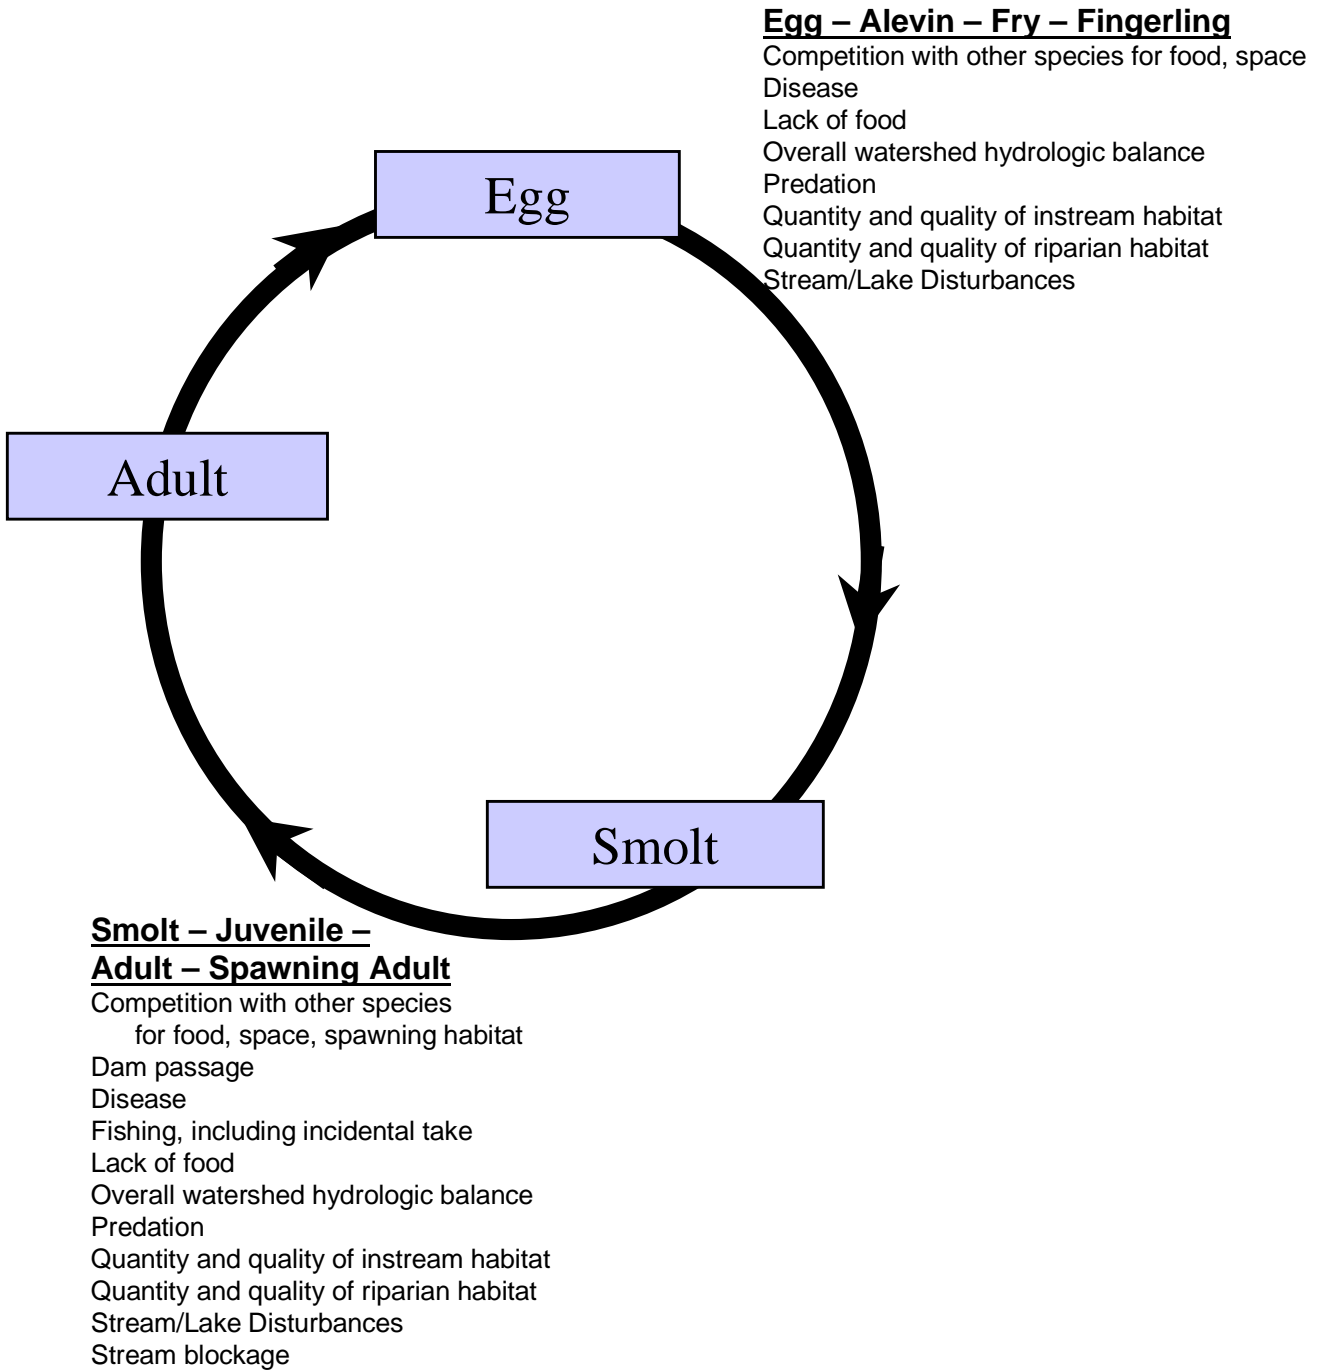 Egg – Alevin – Fry – Fingerling
Competition with other species for food, space
Disease
Lack of food
Overall watershed hydrologic balance
Predation
Quantity and quality of instream habitat
Quantity and quality of riparian habitat
Stream/Lake Disturbances
Egg
Adult
Smolt
Smolt – Juvenile –
Adult – Spawning Adult
Competition with other species
for food, space, spawning habitat
Dam passage
Disease
Fishing, including incidental take
Lack of food
Overall watershed hydrologic balance
Predation
Quantity and quality of instream habitat
Quantity and quality of riparian habitat
Stream/Lake Disturbances
Stream blockage